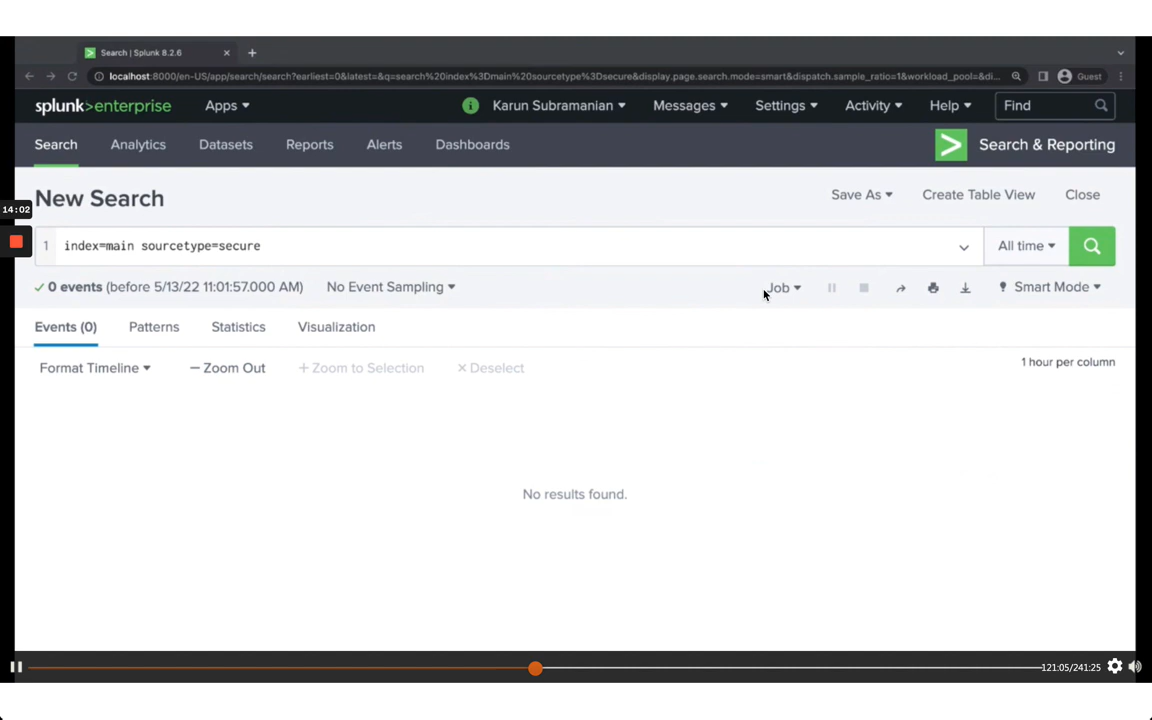 Search | Splunk 8.2.6
localhost:8000/en-US/app/search/search?earliest=0&latest=&q=search%20index%3Dmain%20sourcetype%3Dsecure&display.page.search.mode=smart&dispatch.sample_ratio=1&workload_pool=&di... Guest
splunk>enterprise Apps Karun Subramanian Messages Settings Activity Help Find
Search Analytics Datasets Reports Alerts Dashboards Search & Reporting
New Search Save As Create Table View Close
14:02
1 index=main sourcetype=secure All time
0 events (before 5/13/22 11:01:57.000 AM) No Event Sampling Job Smart Mode
Events (0) Patterns Statistics Visualization
Format Timeline — Zoom Out + Zoom to Selection × Deselect 1 hour per column
No results found.
121:05/241:25